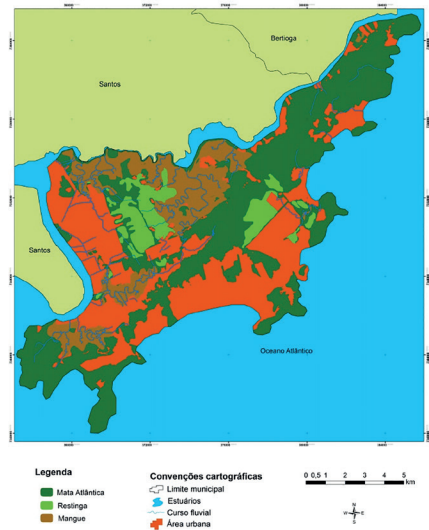 Bertioga
Santos
Santos
Oceano Atlântico
Legenda
Mata Atlântica
Restinga
Mangue
Convenções cartográficas
Limite municipal
Estuários
Curso fluvial
Área urbana
0 0,5 1 2 3 4 5
km
N
W E
S